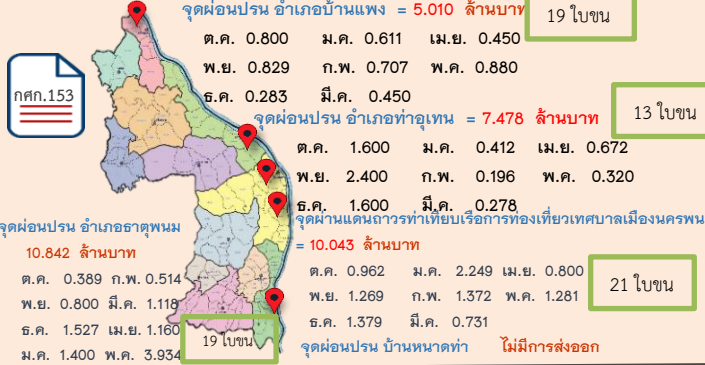 จุดผ่อนปรน อำเภอบ้านแพง = 5.010 ล้านบาท
19 ใบขน
ต.ค. 0.800 ม.ค. 0.611 เม.ย. 0.450
พ.ย. 0.829 ก.พ. 0.707 พ.ค. 0.880
ธ.ค. 0.283 มี.ค. 0.450
กศก.153
จุดผ่อนปรน อำเภอท่าอุเทน = 7.478 ล้านบาท
13 ใบขน
ต.ค. 1.600 ม.ค. 0.412 เม.ย. 0.672
พ.ย. 2.400 ก.พ. 0.196 พ.ค. 0.320
ธ.ค. 1.600 มี.ค. 0.278
จุดผ่านแดนถาวรท่าเทียบเรือการท่องเที่ยวเทศบาลเมืองนครพน
= 10.043 ล้านบาท
ต.ค. 0.962 ม.ค. 2.249 เม.ย. 0.800
พ.ย. 1.269 ก.พ. 1.372 พ.ค. 1.281
ธ.ค. 1.379 มี.ค. 0.731
21 ใบขน
จุดผ่อนปรน อำเภอธาตุพนม
10.842 ล้านบาท
ต.ค. 0.389 ก.พ. 0.514
พ.ย. 0.800 มี.ค. 1.118
ธ.ค. 1.527 เม.ย. 1.160
ม.ค. 1.400 พ.ค. 3.934
19 ใบขน
จุดผ่อนปรน บ้านหนาดท่า ไม่มีการส่งออก